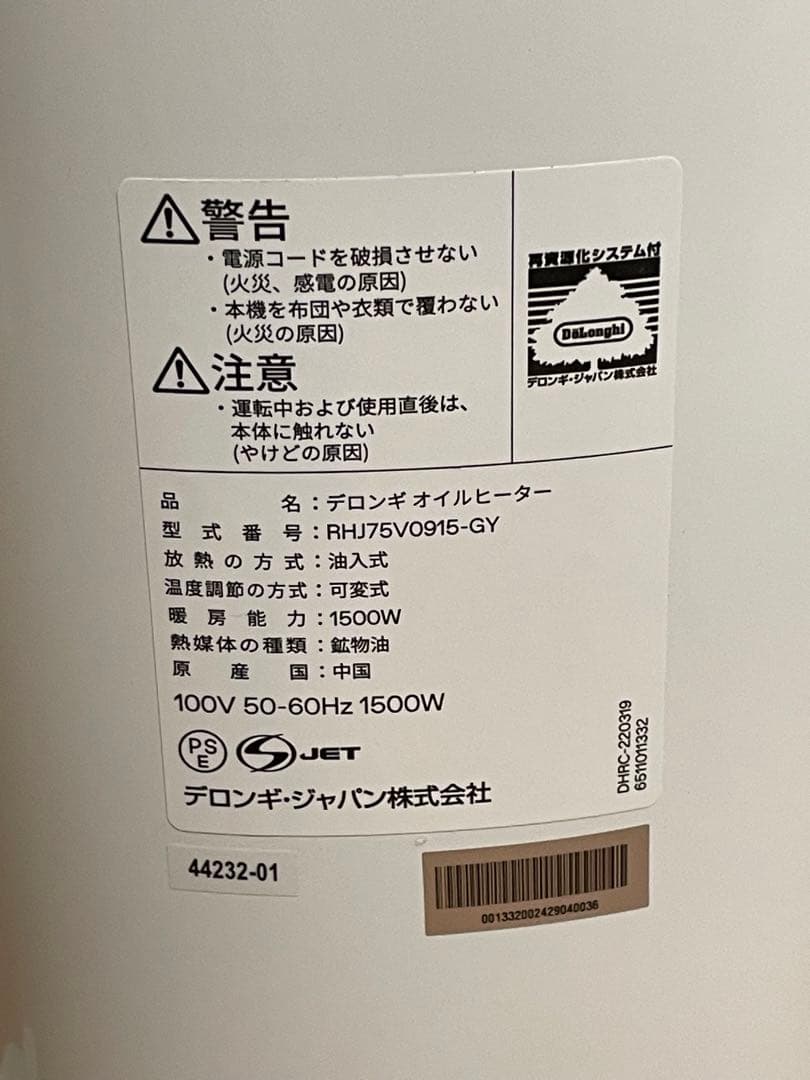 警告
・電源コードを破損させない
(火災、感電の原因)
・本機を布団や衣類で覆わない
(火災の原因)
注意
・運転中および使用直後は、
本体に触れない
(やけどの原因)
再資源化システム付
DeLonghi
デロンギ・ジャパン株式会社
品名：デロンギ オイルヒーター
型式番号：RHJ75V0915-GY
放熱の方式：油入式
温度調節の方式：可変式
暖房能力：1500W
熱媒体の種類：鉱物油
原産国：中国
100V 50-60Hz 1500W
PS
E
JET
デロンギ・ジャパン株式会社
DHRC-220319
6511011332
44232-01
001332002429040036